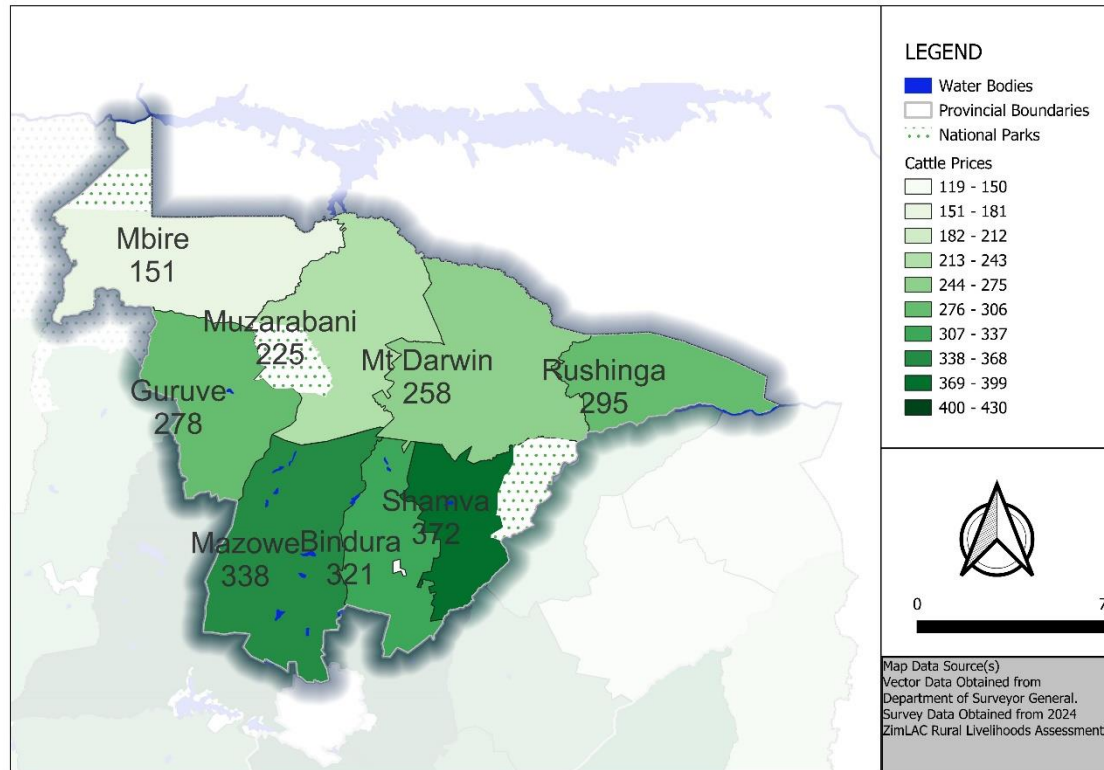 Mbire
151
Muzarabani
225
Guruve
278
Mt Darwin
258
Rushinga
295
Shamva
372
Mazowe
338
Bindura
321
LEGEND
Water Bodies
Provincial Boundaries
National Parks
Cattle Prices
119 - 150
151 - 181
182 - 212
213 - 243
244 - 275
276 - 306
307 - 337
338 - 368
369 - 399
400 - 430
0 7
Map Data Source(s)
Vector Data Obtained from
Department of Surveyor General.
Survey Data Obtained from 2024
ZimLAC Rural Livelihoods Assessment